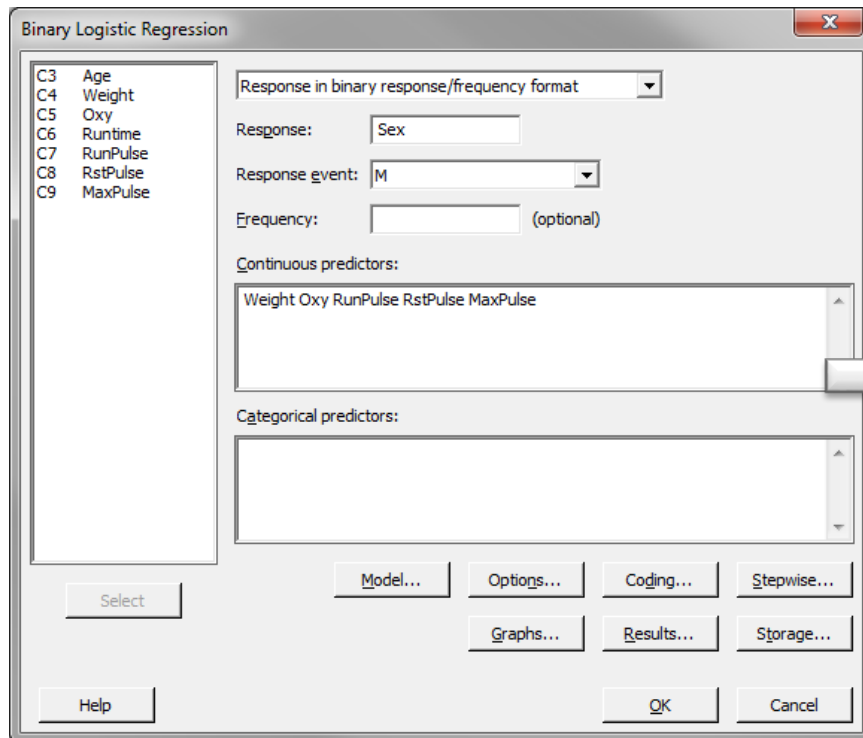 Binary Logistic Regression
C3 Age
C4 Weight
C5 Oxy
C6 Runtime
C7 RunPulse
C8 RstPulse
C9 MaxPulse
Response in binary response/frequency format
Response: Sex
Response event: M
Frequency: (optional)
Continuous predictors:
Weight Oxy RunPulse RstPulse MaxPulse
Categorical predictors:
Model... Options... Coding... Stepwise...
Select
Graphs... Results... Storage...
Help OK Cancel